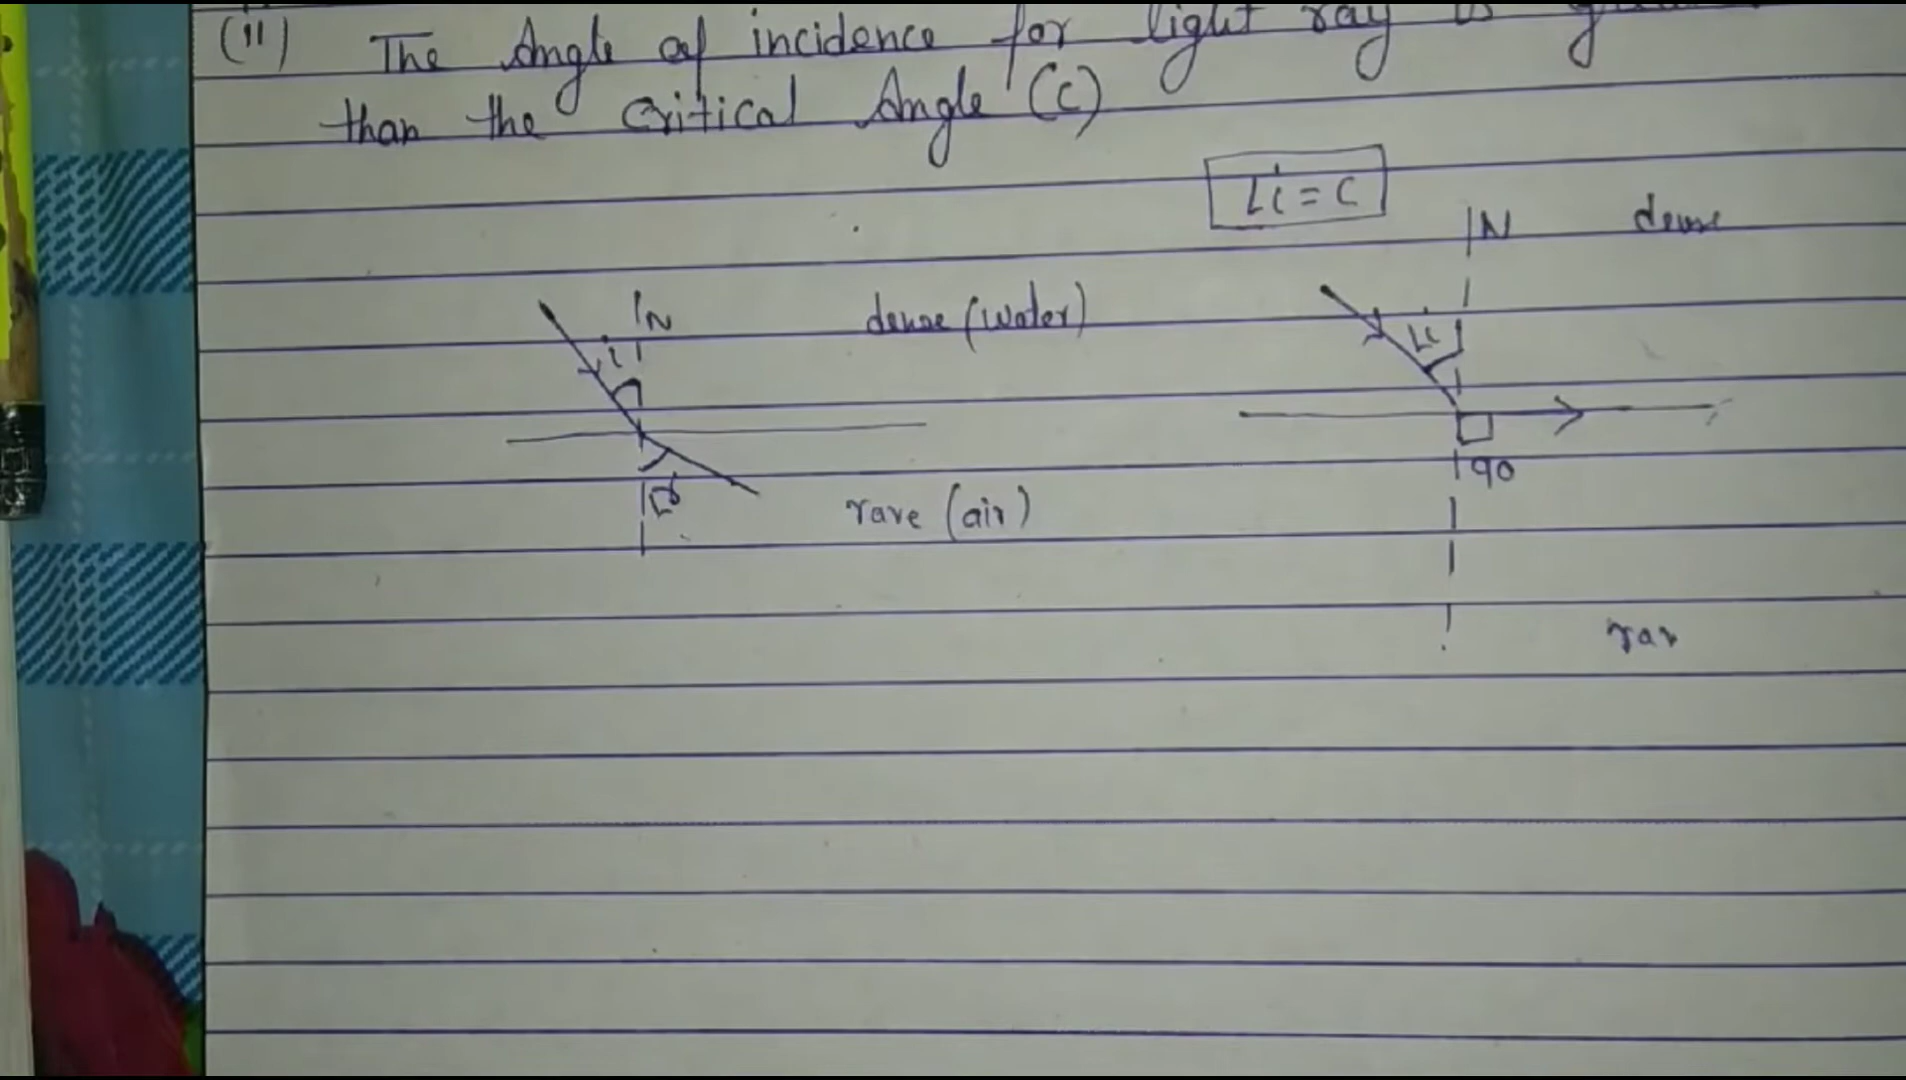 (ii) The Angle of incidence for light ray is
than the critical Angle (C)
∠i = C
N dense
N dense (water)
i ∠i
90
∠r rare (air)
rar